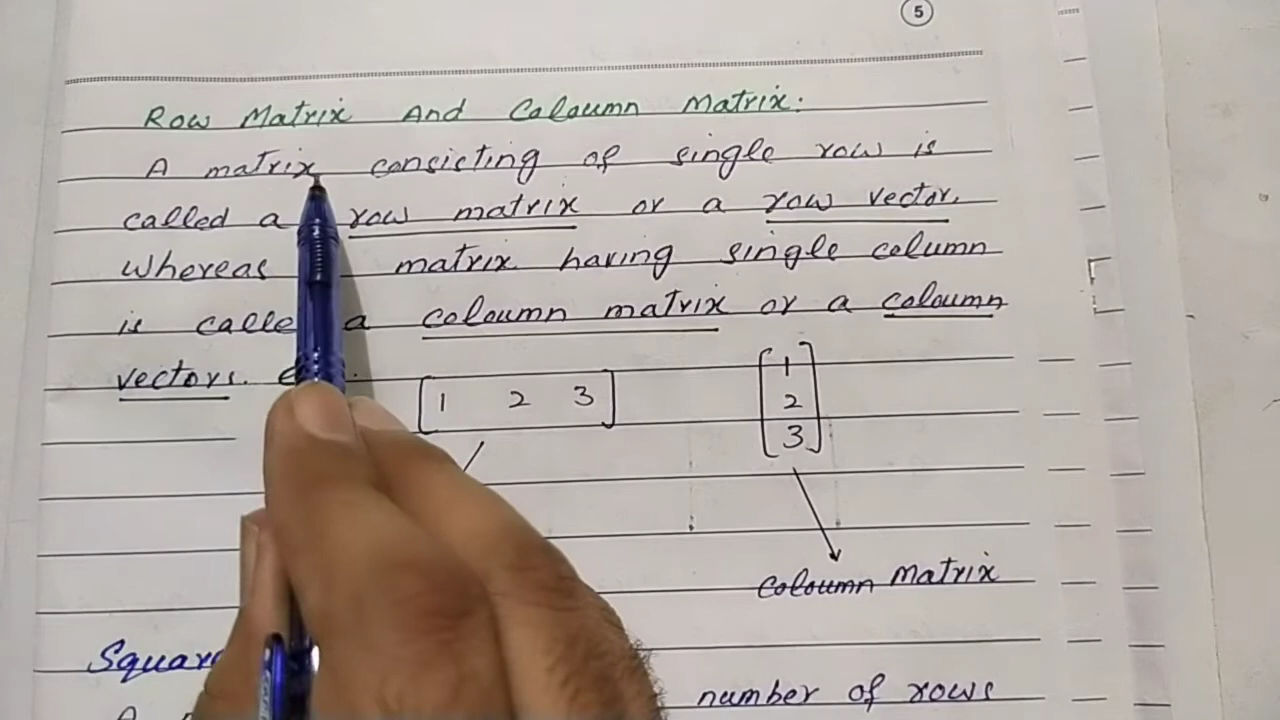 5
Row Matrix And Coloumn Matrix:
A matrix consisting of single row is
called a row matrix or a row vector.
Whereas matrix having single column
is calle a coloumn matrix or a coloumn
vectors.
[1 2 3]
1
2
3
Coloumn Matrix
Squar
A number of rows